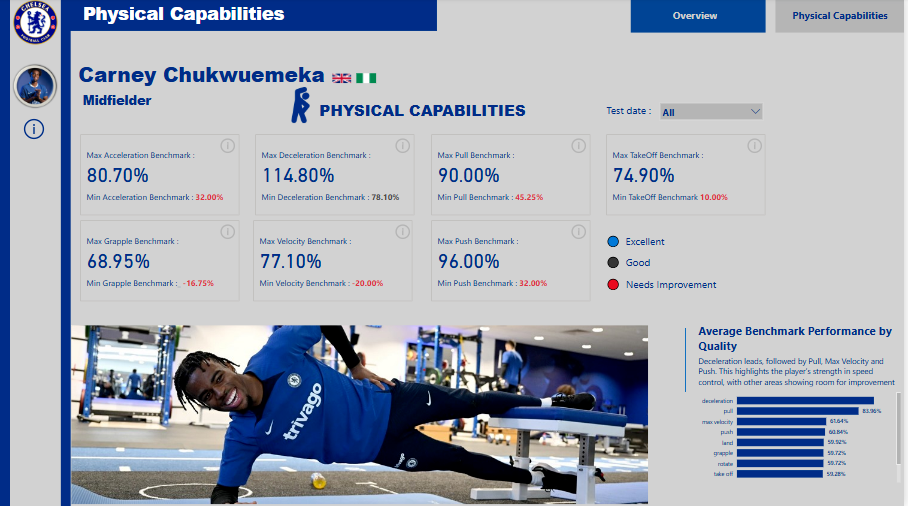 CHELSEA
FOOTBALL CLUB
Physical Capabilities
Overview
Physical Capabilities
Carney Chukwuemeka
Midfielder
PHYSICAL CAPABILITIES
Test date :
All
Max Acceleration Benchmark :
80.70%
Min Acceleration Benchmark : 32.00%
Max Deceleration Benchmark :
114.80%
Min Deceleration Benchmark : 78.10%
Max Pull Benchmark :
90.00%
Min Pull Benchmark : 45.25%
Max TakeOff Benchmark :
74.90%
Min TakeOff Benchmark 10.00%
Max Grapple Benchmark :
68.95%
Min Grapple Benchmark :_ -16.75%
Max Velocity Benchmark :
77.10%
Min Velocity Benchmark : -20.00%
Max Push Benchmark :
96.00%
Min Push Benchmark : 32.00%
Excellent
Good
Needs Improvement
trivago
Average Benchmark Performance by
Quality
Deceleration leads, followed by Pull, Max Velocity and
Push. This highlights the player's strength in speed
control, with other areas showing room for improvement
deceleration
pull 83.96%
max velocity 61.64%
push 60.84%
land 59.92%
grapple 59.72%
rotate 59.72%
take off 59.28%